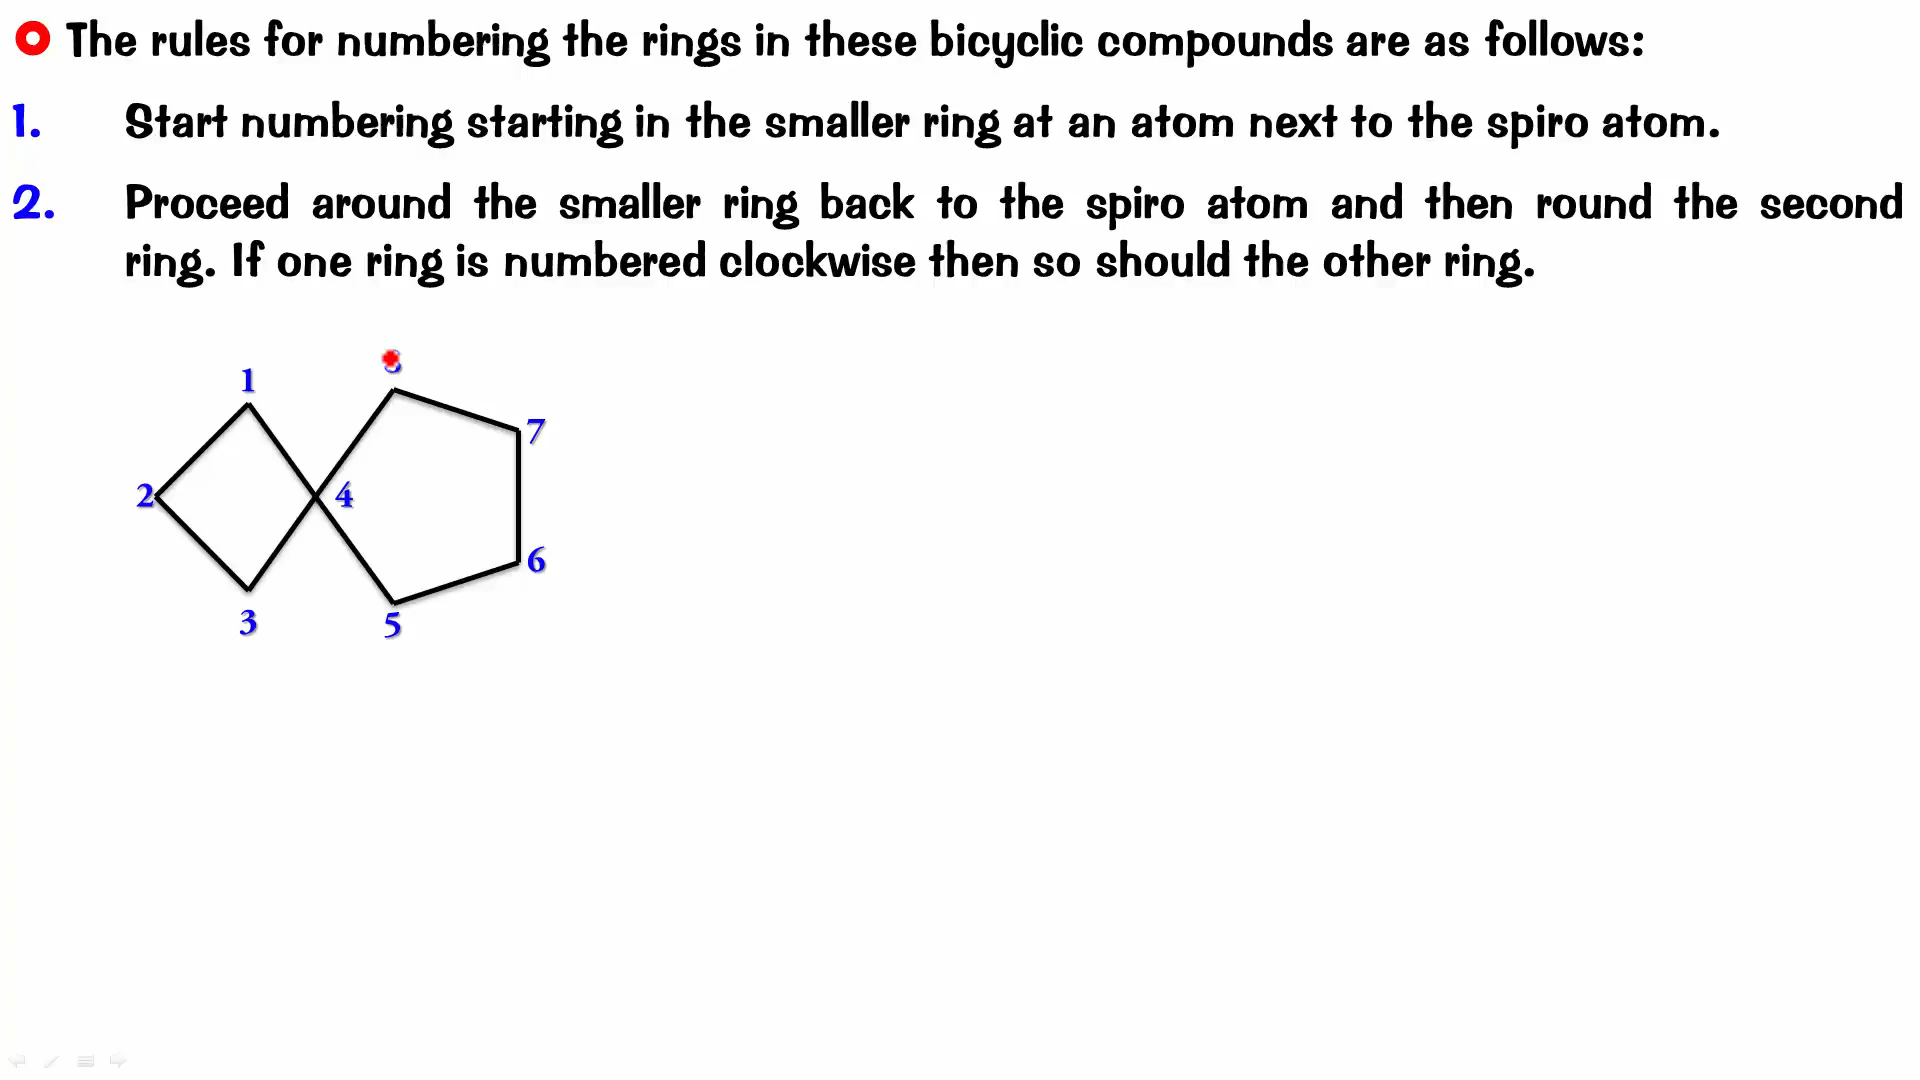 The rules for numbering the rings in these bicyclic compounds are as follows:
1. Start numbering starting in the smaller ring at an atom next to the spiro atom.
2. Proceed around the smaller ring back to the spiro atom and then round the second
ring. If one ring is numbered clockwise then so should the other ring.
1
7
2
4
6
3
5